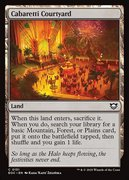 Cabaretti Courtyard
Land
When this land enters, sacrifice it.
When you do, search your library for a
basic Mountain, Forest, or Plains card, put
it onto the battlefield tapped, then
shuffle and you gain 1 life.
So long as the Halo keeps flowing, the
festivities never end.